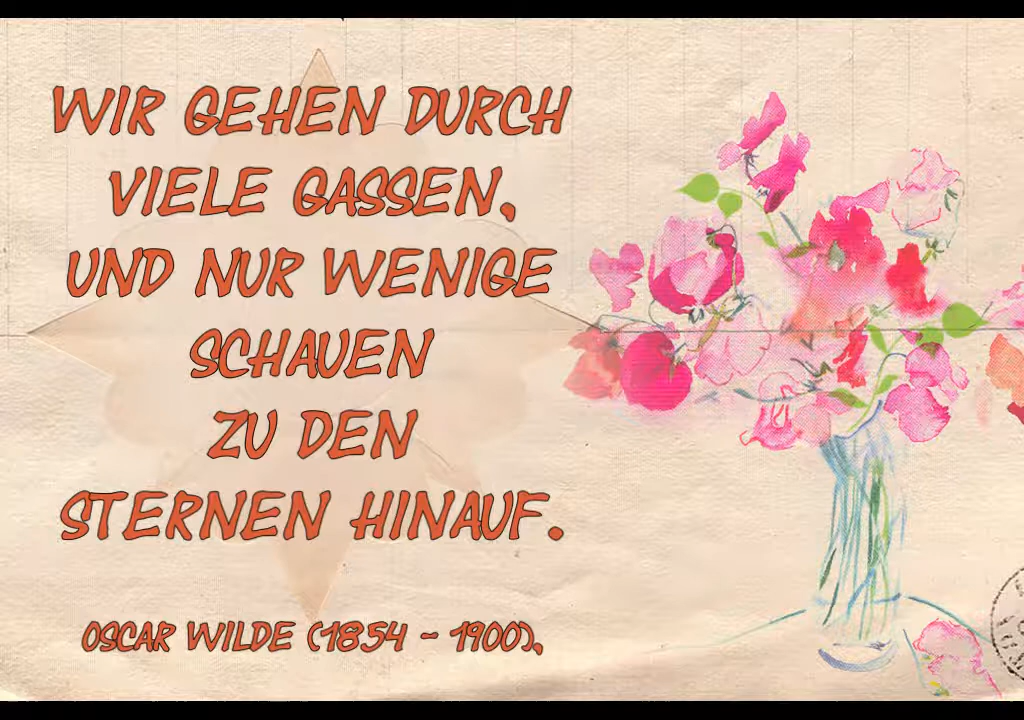 WIR GEHEN DURCH
VIELE GASSEN,
UND NUR WENIGE
SCHAUEN
ZU DEN
STERNEN HINAUF.
OSCAR WILDE (1854 - 1900),